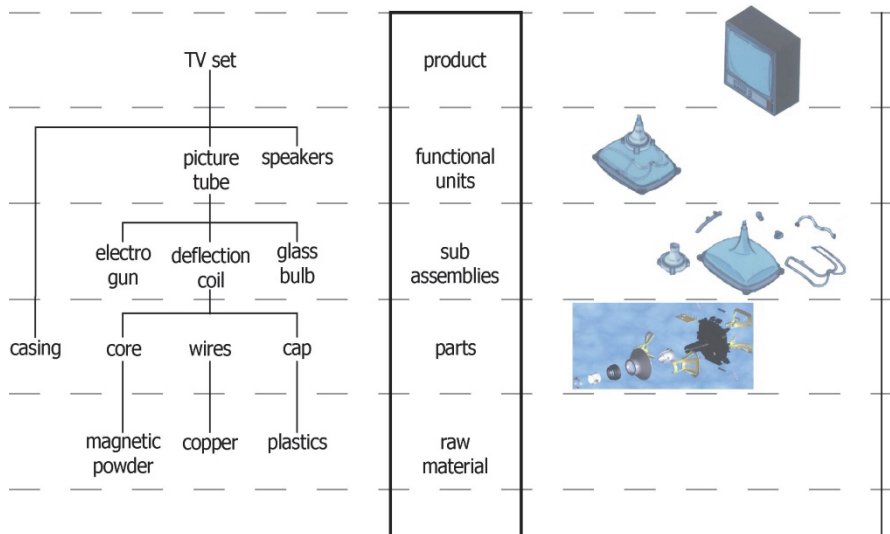 TV set
product
picture
tube
speakers
functional
units
electro
gun
deflection
coil
glass
bulb
sub
assemblies
casing
core
wires
cap
parts
magnetic
powder
copper
plastics
raw
material